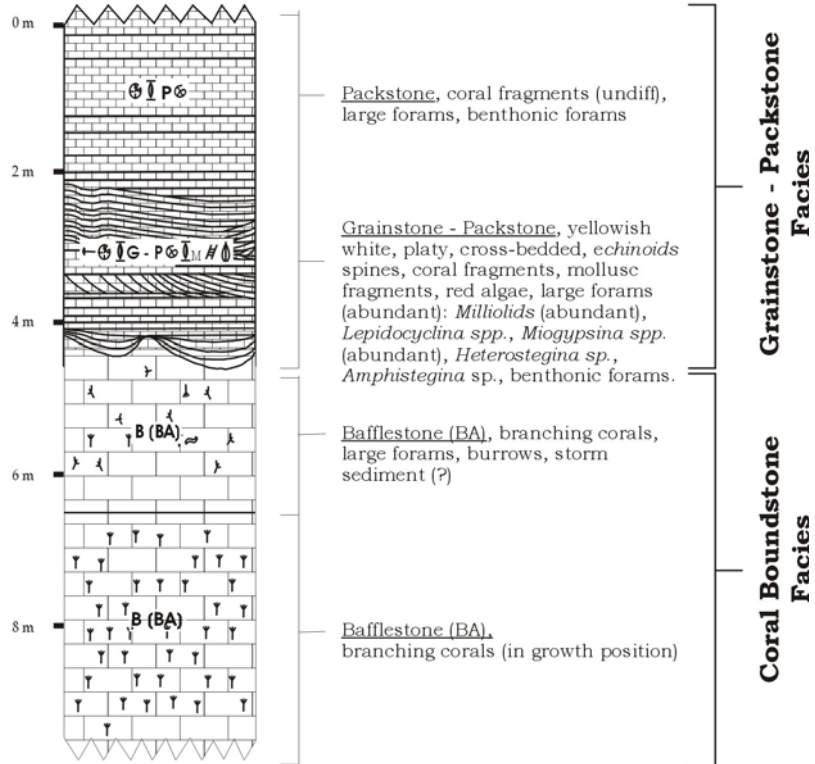 0 m
P
Packstone, coral fragments (undiff),
large forams, benthonic forams
2 m
Grainstone - Packstone
Facies
Grainstone - Packstone, yellowish
white, platy, cross-bedded, echinoids
spines, coral fragments, mollusc
fragments, red algae, large forams
(abundant): Milliolids (abundant),
Lepidocyclina spp., Miogypsina spp.
(abundant), Heterostegina sp.,
Amphistegina sp., benthonic forams.
G - P M
4 m
B (BA)
Bafflestone (BA), branching corals,
large forams, burrows, storm
sediment (?)
6 m
Coral Boundstone
Facies
8 m
B (BA)
Bafflestone (BA),
branching corals (in growth position)